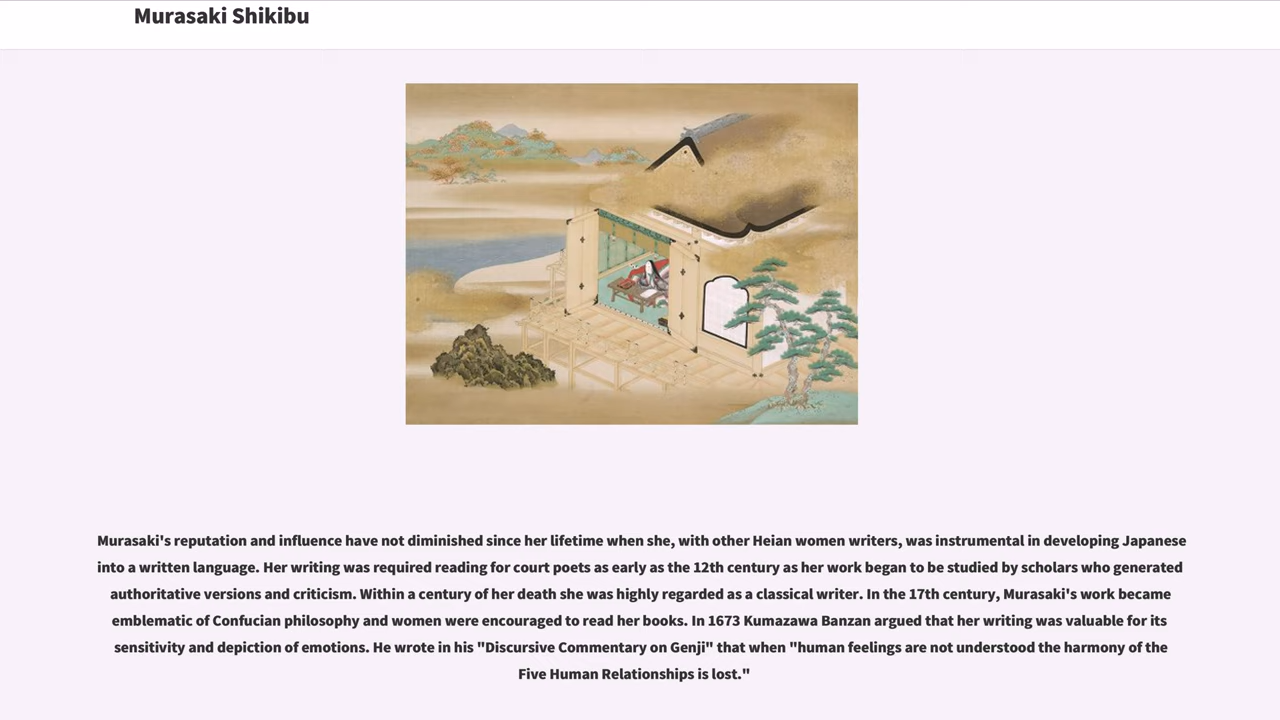 Murasaki Shikibu
Murasaki's reputation and influence have not diminished since her lifetime when she, with other Heian women writers, was instrumental in developing Japanese
into a written language. Her writing was required reading for court poets as early as the 12th century as her work began to be studied by scholars who generated
authoritative versions and criticism. Within a century of her death she was highly regarded as a classical writer. In the 17th century, Murasaki's work became
emblematic of Confucian philosophy and women were encouraged to read her books. In 1673 Kumazawa Banzan argued that her writing was valuable for its
sensitivity and depiction of emotions. He wrote in his "Discursive Commentary on Genji" that when "human feelings are not understood the harmony of the
Five Human Relationships is lost."